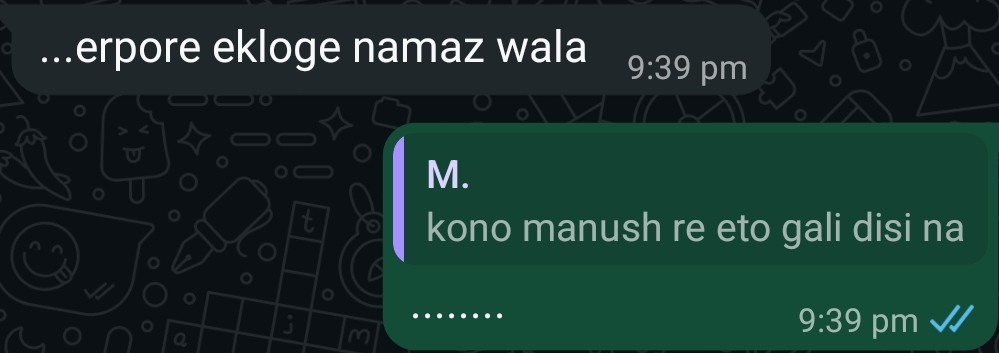 ...erpore ekloge namaz wala
9:39 pm
M.
kono manush re eto gali disi na
........
9:39 pm